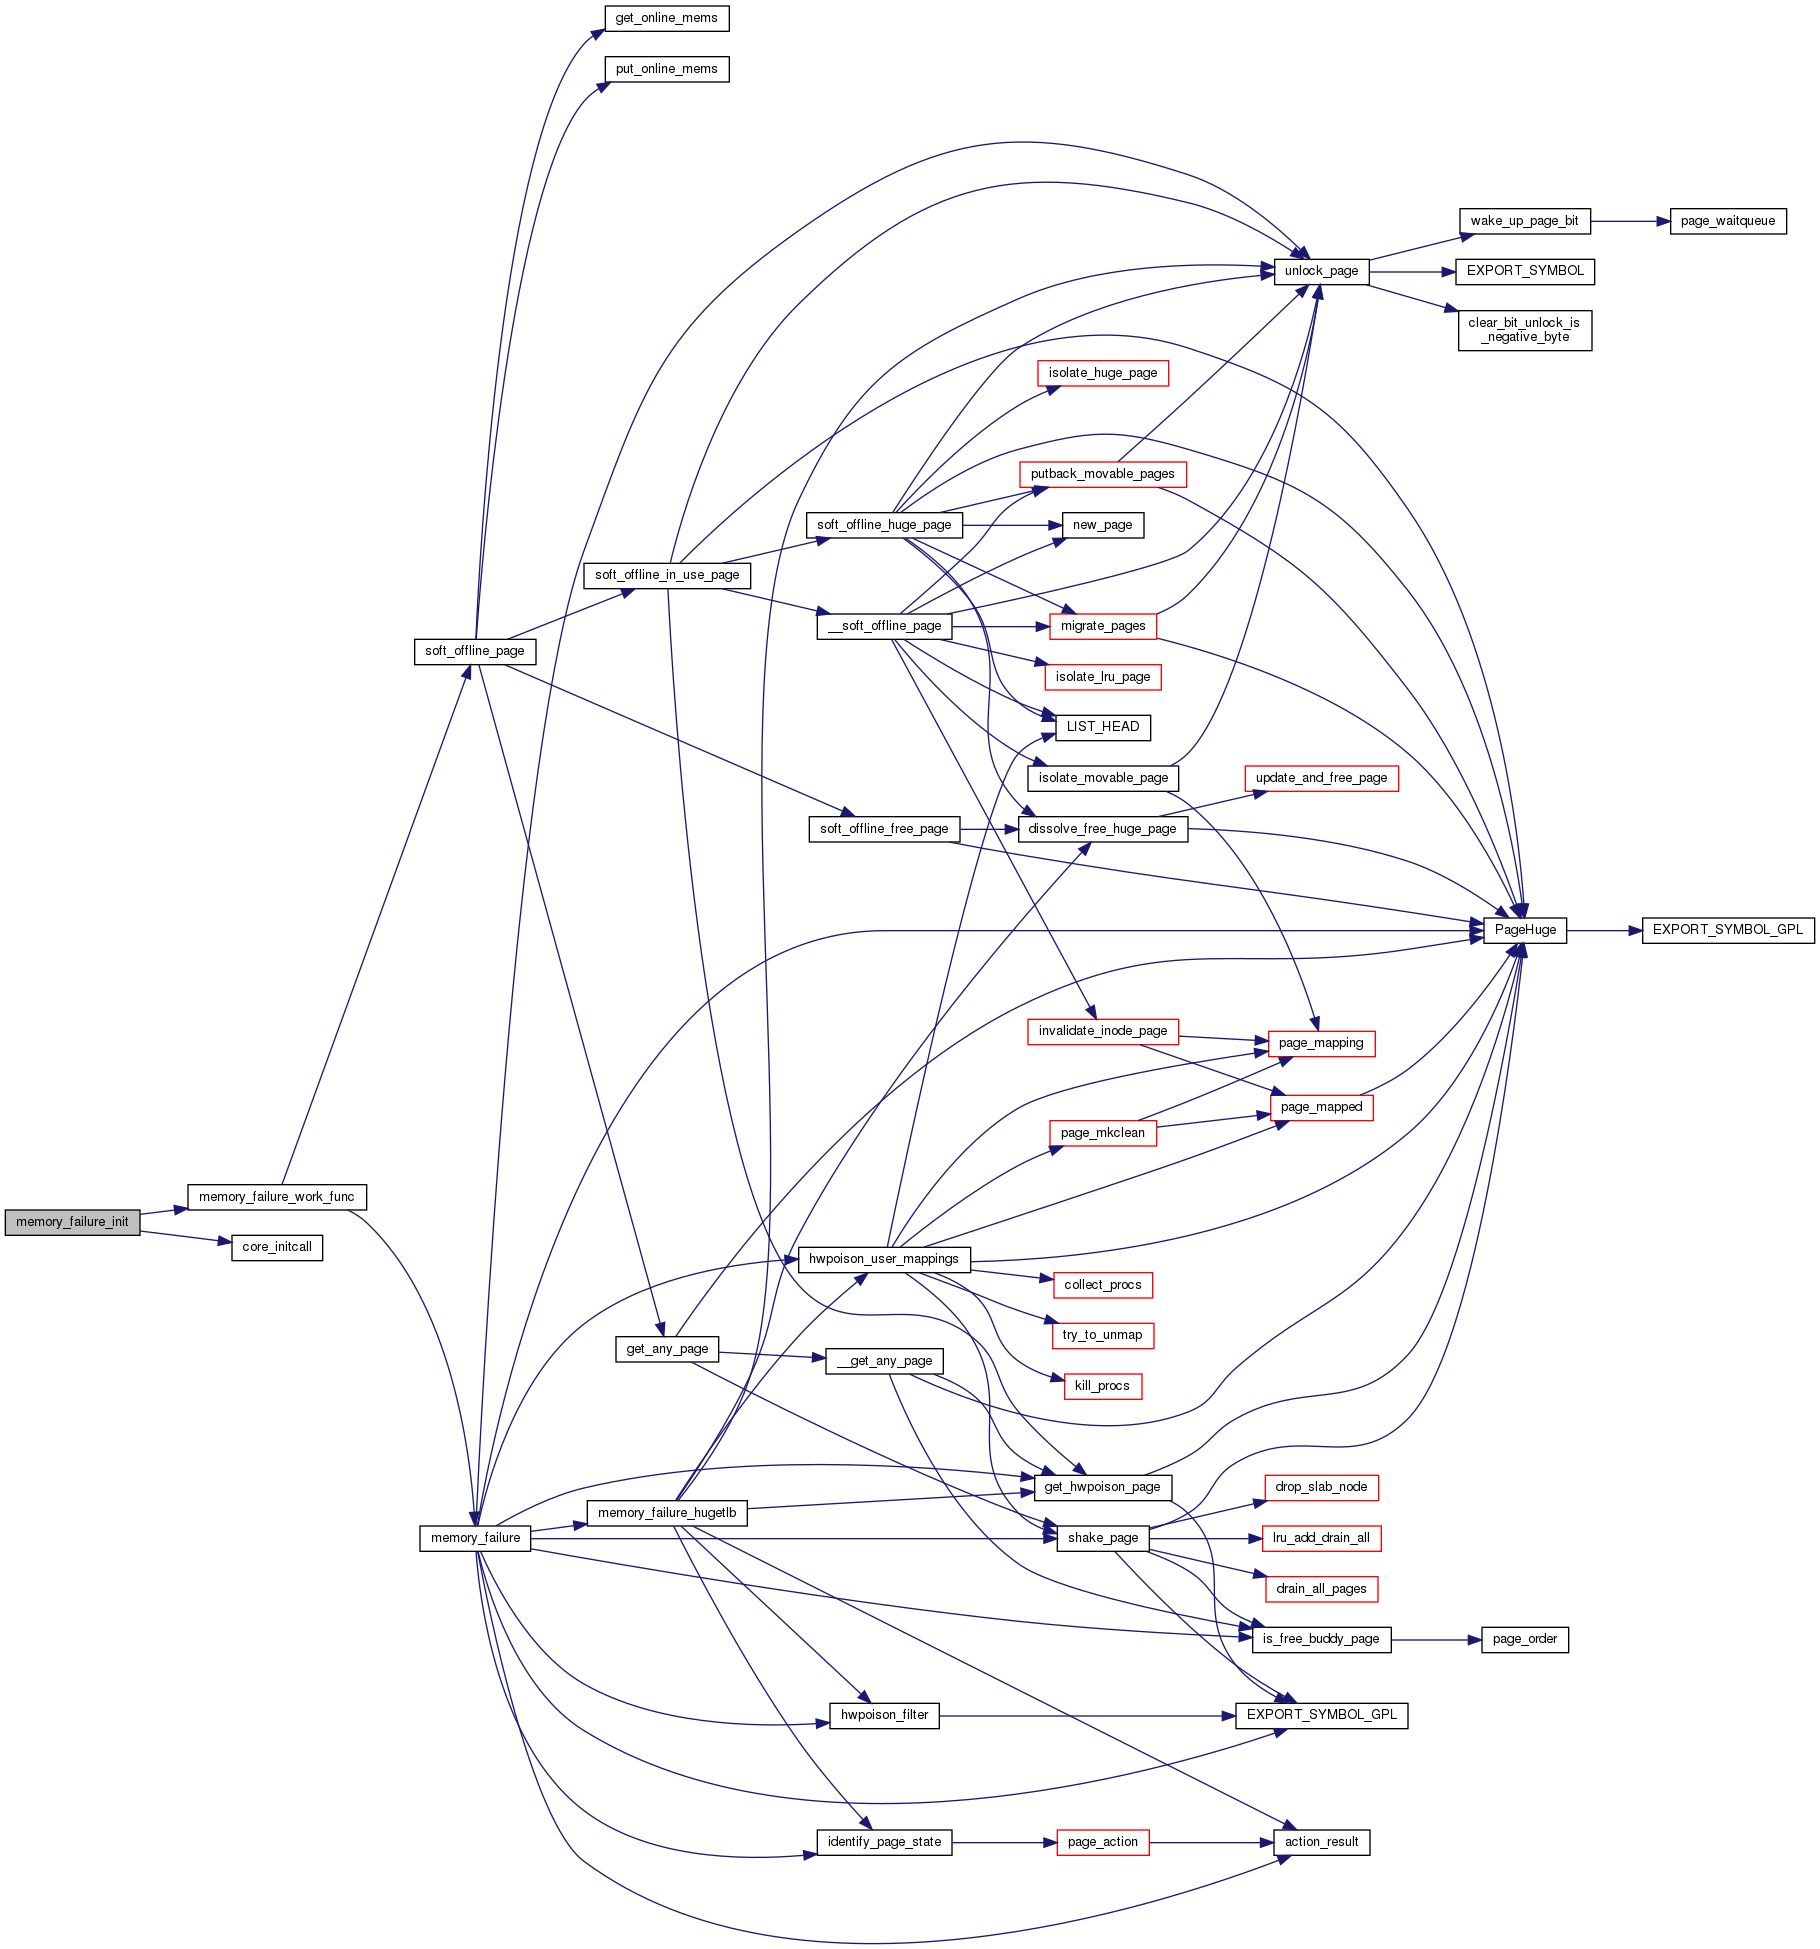 get_online_mems
put_online_mems
wake_up_page_bit
page_waitqueue
unlock_page
EXPORT_SYMBOL
clear_bit_unlock_is
_negative_byte
isolate_huge_page
putback_movable_pages
soft_offline_huge_page
new_page
soft_offline_in_use_page
__soft_offline_page
migrate_pages
soft_offline_page
isolate_lru_page
LIST_HEAD
isolate_movable_page
update_and_free_page
soft_offline_free_page
dissolve_free_huge_page
PageHuge
EXPORT_SYMBOL_GPL
invalidate_inode_page
page_mapping
page_mapped
page_mkclean
memory_failure_work_func
memory_failure_init
core_initcall
hwpoison_user_mappings
collect_procs
try_to_unmap
get_any_page
__get_any_page
kill_procs
get_hwpoison_page
drop_slab_node
memory_failure_hugetlb
memory_failure
shake_page
lru_add_drain_all
drain_all_pages
is_free_buddy_page
page_order
hwpoison_filter
EXPORT_SYMBOL_GPL
identify_page_state
page_action
action_result